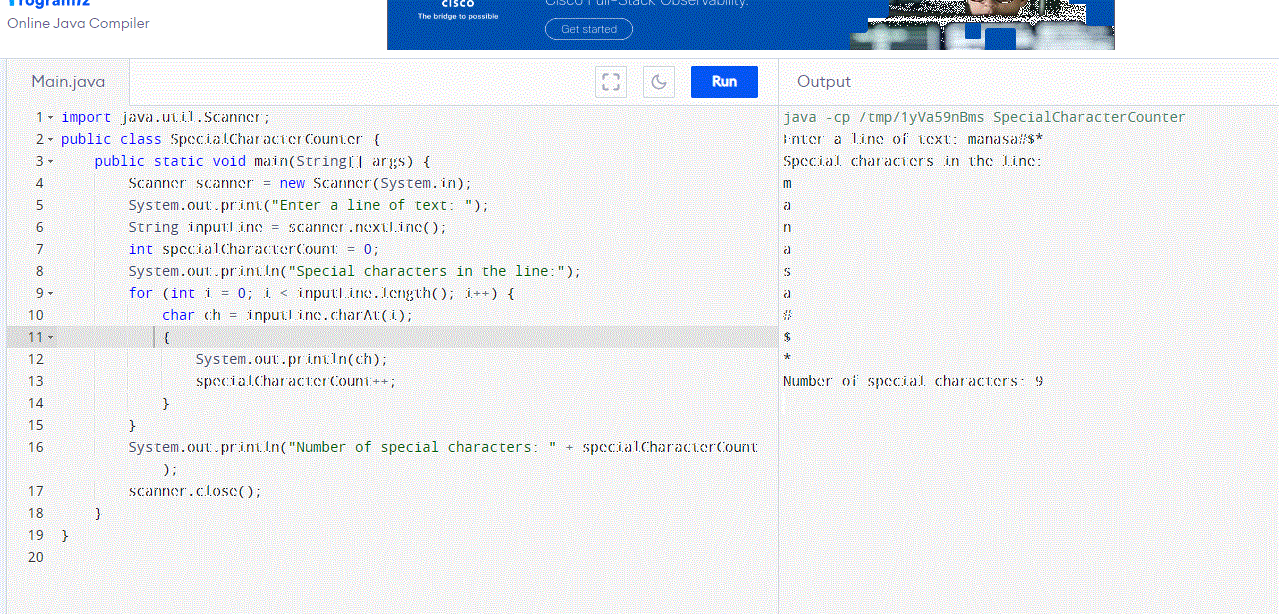 Programiz
Online Java Compiler
cisco
The bridge to possible
Cisco Full-Stack Observability.
Get started
Main.java
Run
Output
1 import java.util.Scanner;
2 public class SpecialCharacterCounter {
3 public static void main(String[] args) {
4 Scanner scanner = new Scanner(System.in);
5 System.out.print("Enter a line of text: ");
6 String inputLine = scanner.nextLine();
7 int specialCharacterCount = 0;
8 System.out.println("Special characters in the line:");
9 for (int i = 0; i < inputLine.length(); i++) {
10 char ch = inputLine.charAt(i);
11 {
12 System.out.println(ch);
13 specialCharacterCount++;
14 }
15 }
16 System.out.println("Number of special characters: " + specialCharacterCount
);
17 scanner.close();
18 }
19 }
20
java -cp /tmp/1yVa59nBms SpecialCharacterCounter
Enter a line of text: manasa#$*
Special characters in the line:
m
a
n
a
s
a
#
$
*
Number of special characters: 9